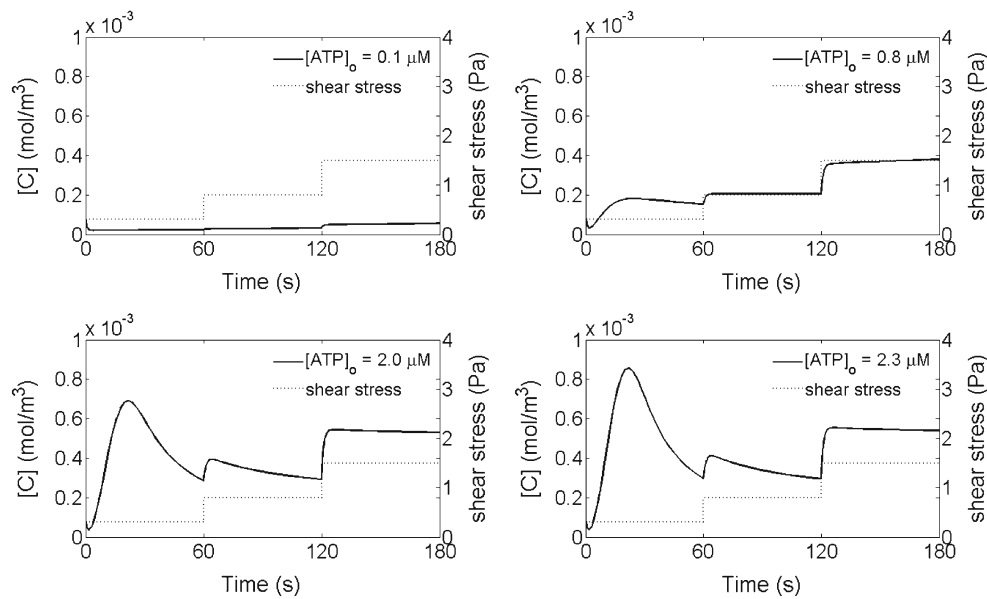 x 10⁻³
[ATP]ₒ = 0.1 μM
shear stress
1
0.8
0.6
0.4
0.2
0
[C] (mol/m³)
4
3
2
1
0
shear stress (Pa)
0 60 120 180
Time (s)
x 10⁻³
[ATP]ₒ = 0.8 μM
shear stress
1
0.8
0.6
0.4
0.2
0
[C] (mol/m³)
4
3
2
1
0
shear stress (Pa)
0 60 120 180
Time (s)
x 10⁻³
[ATP]ₒ = 2.0 μM
shear stress
1
0.8
0.6
0.4
0.2
0
[C] (mol/m³)
4
3
2
1
0
shear stress (Pa)
0 60 120 180
Time (s)
x 10⁻³
[ATP]ₒ = 2.3 μM
shear stress
1
0.8
0.6
0.4
0.2
0
[C] (mol/m³)
4
3
2
1
0
shear stress (Pa)
0 60 120 180
Time (s)